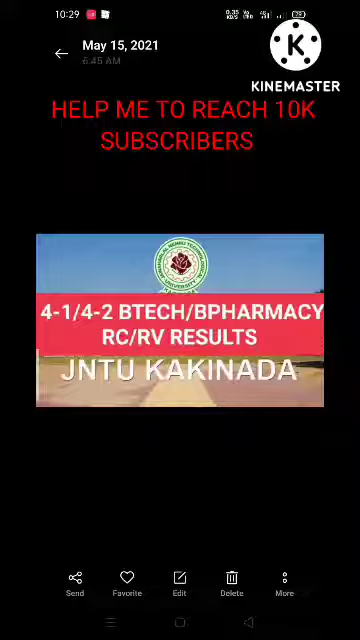 10:29
May 15, 2021
6:45 AM
KINEMASTER
HELP ME TO REACH 10K
SUBSCRIBERS
4-1/4-2 BTECH/BPHARMACY
RC/RV RESULTS
JNTU KAKINADA
Send Favorite Edit Delete More